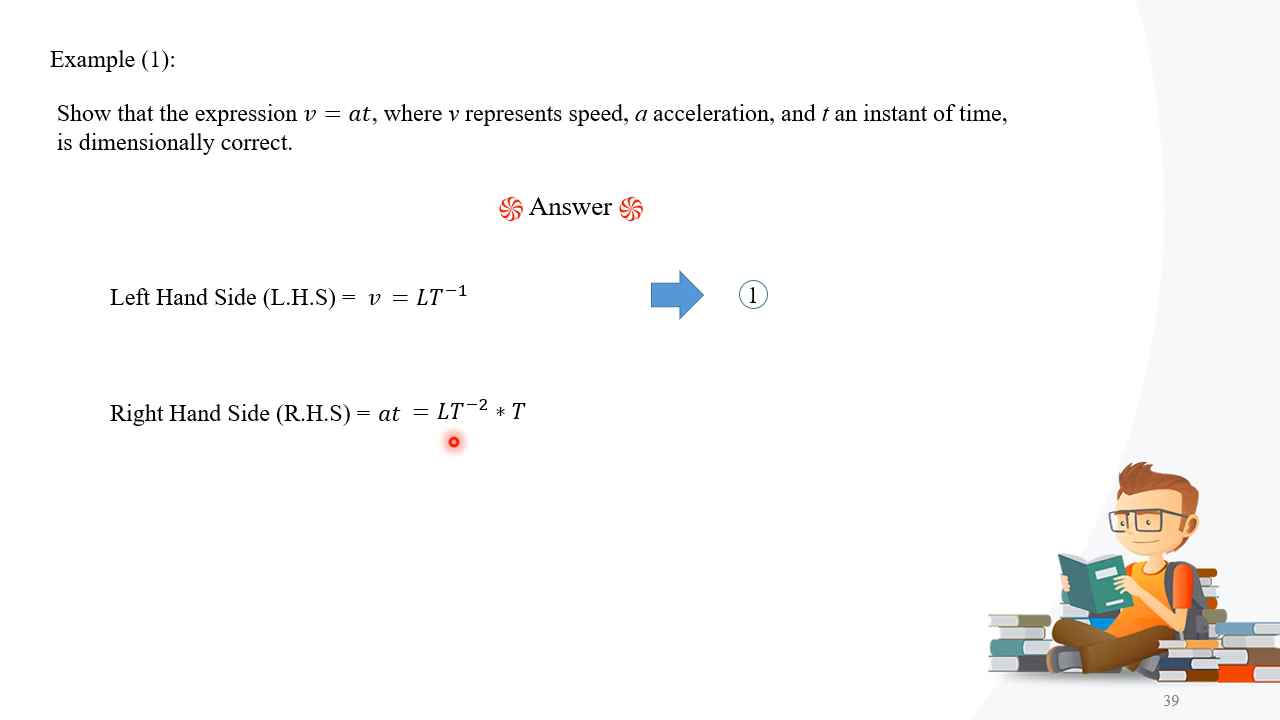 Example (1):
Show that the expression v = at, where v represents speed, a acceleration, and t an instant of time,
is dimensionally correct.
Answer
Left Hand Side (L.H.S) = v = LT⁻¹ ①
Right Hand Side (R.H.S) = at = LT⁻² ∗ T
39